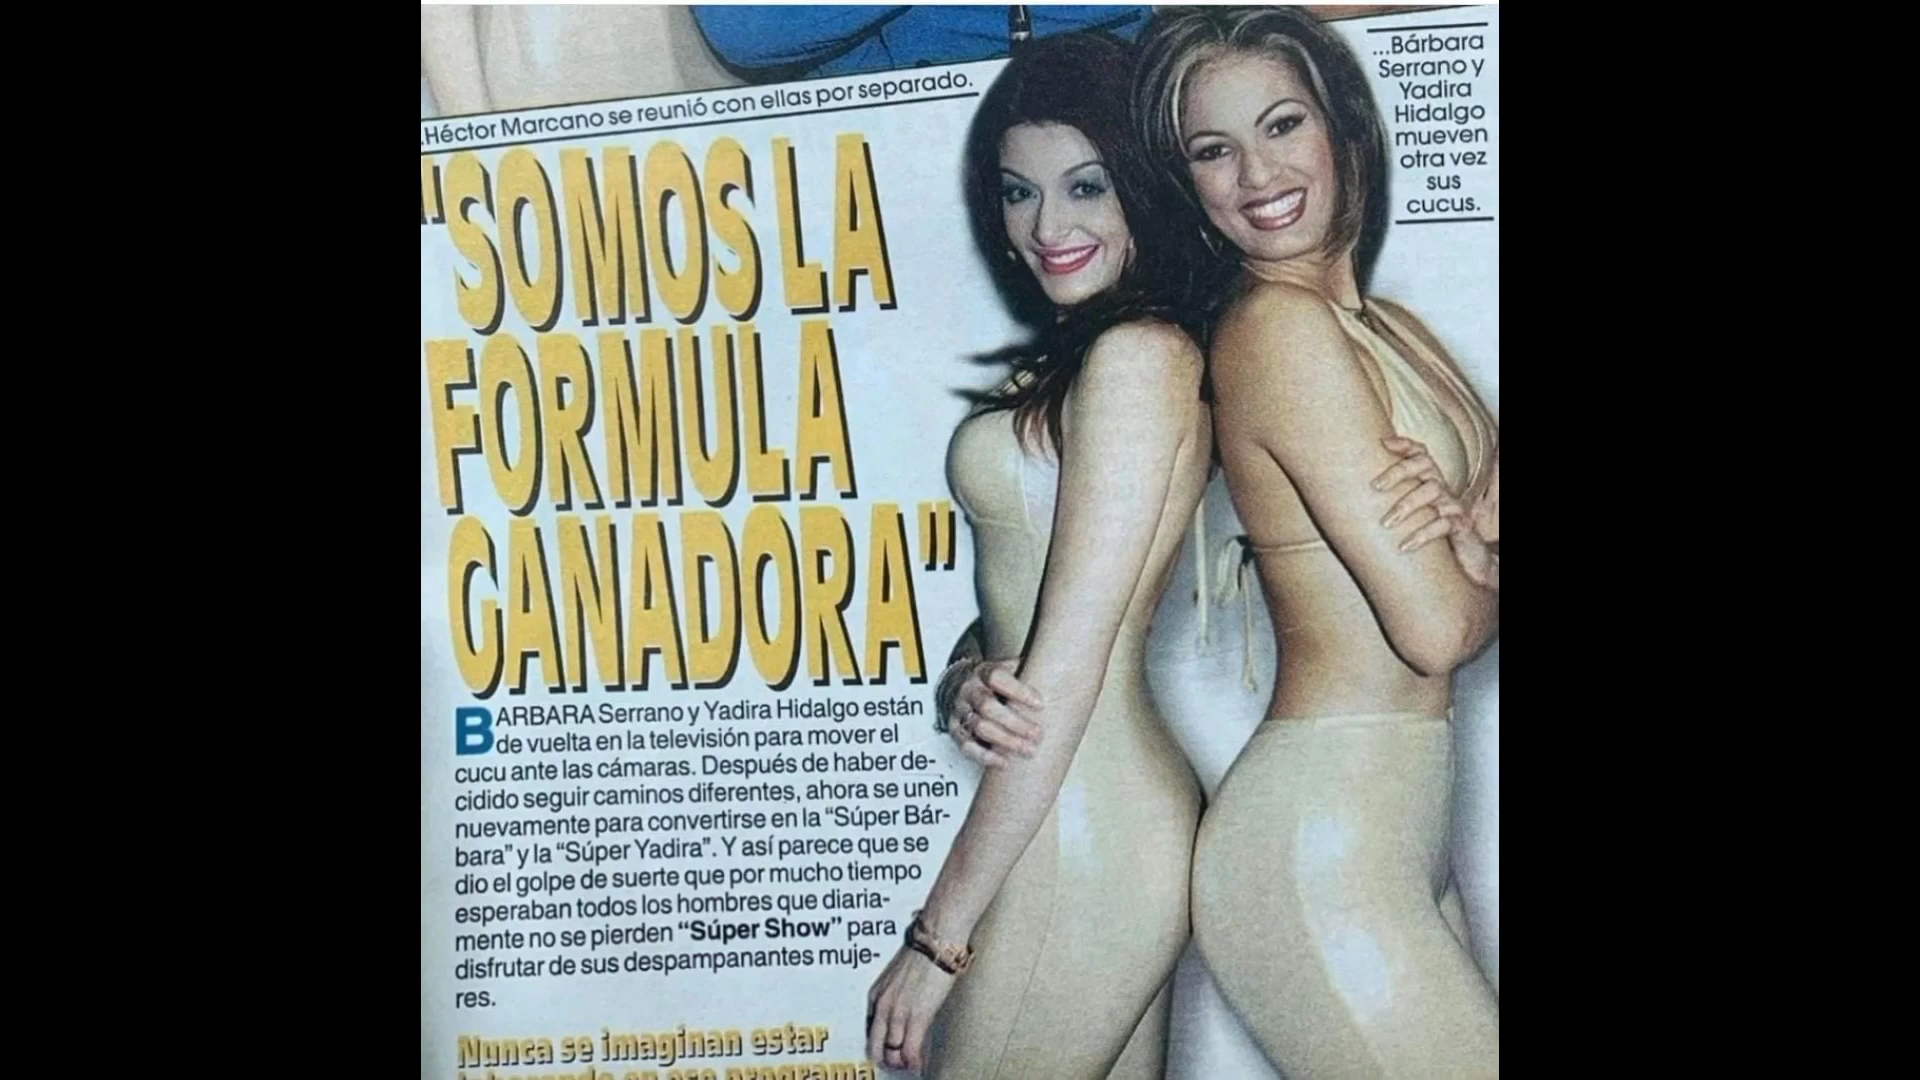 .Héctor Marcano se reunió con ellas por separado.
...Bárbara
Serrano y
Yadira
Hidalgo
mueven
otra vez
sus
cucus.
"SOMOS LA
FORMULA
GANADORA"
BARBARA Serrano y Yadira Hidalgo están
de vuelta en la televisión para mover el
cucu ante las cámaras. Después de haber de-
cidido seguir caminos diferentes, ahora se unen
nuevamente para convertirse en la “Súper Bár-
bara” y la “Súper Yadira”. Y así parece que se
dio el golpe de suerte que por mucho tiempo
esperaban todos los hombres que diaria-
mente no se pierden “Súper Show” para
disfrutar de sus despampanantes muje-
res.
Nunca se imaginan estar
en ese programa